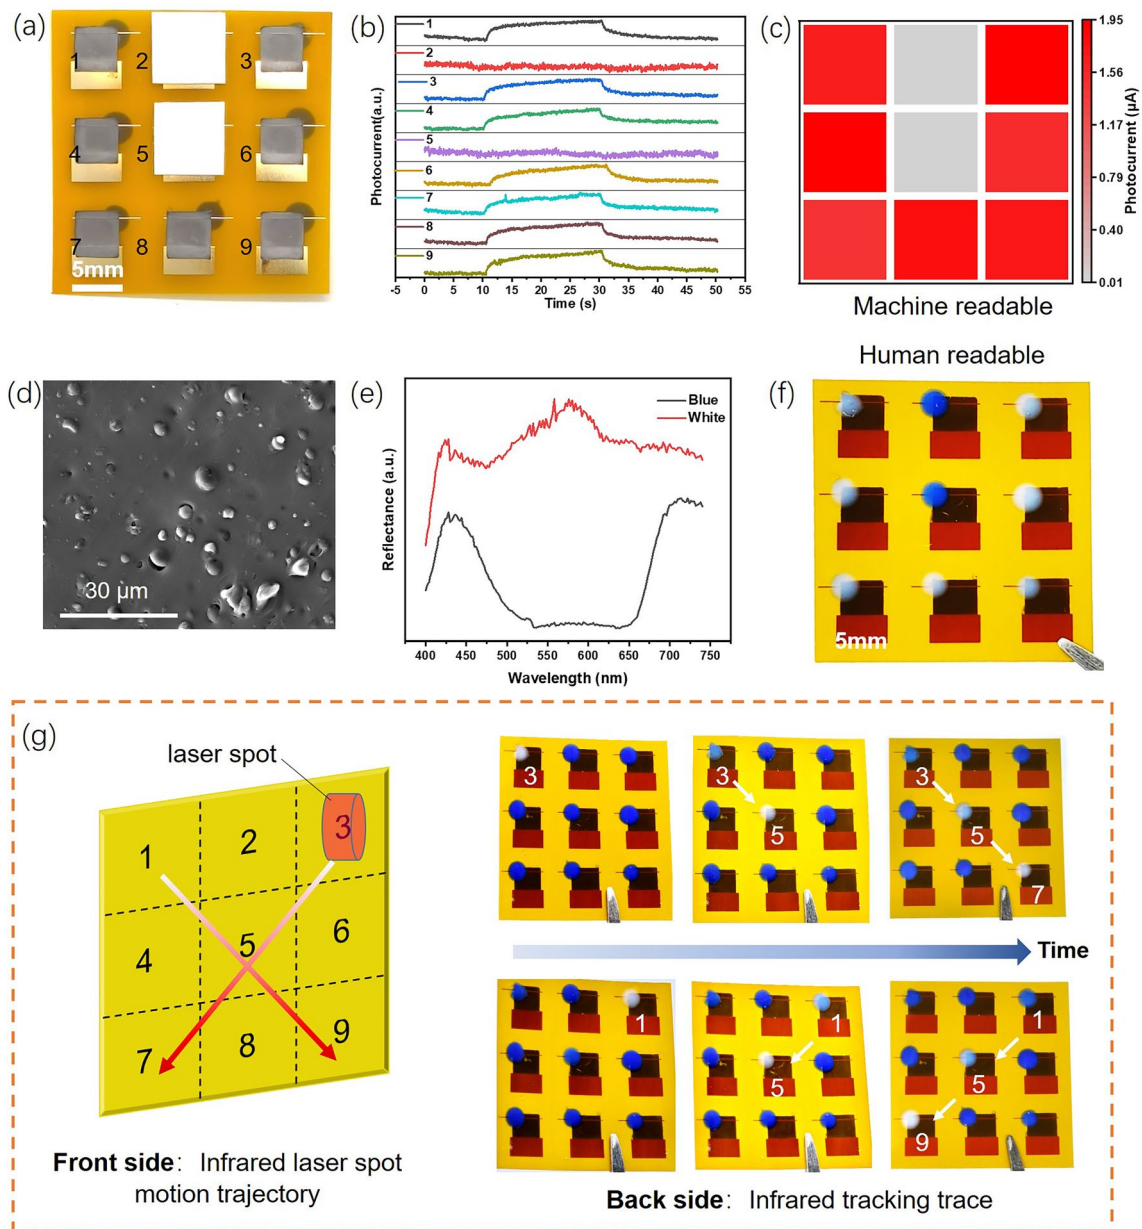 (a)
1
2
3
4
5
6
7
8
9
5mm
(b)
Photocurrent(a.u.)
1
2
3
4
5
6
7
8
9
-5 0 5 10 15 20 25 30 35 40 45 50 55
Time (s)
(c)
1.95
1.56
1.17
0.79
0.40
0.01
Photocurrent (μA)
Machine readable
Human readable
(d)
30 μm
(e)
Blue
White
Reflectance (a.u.)
400 450 500 550 600 650 700 750
Wavelength (nm)
(f)
5mm
(g)
laser spot
1 2 3
4 5 6
7 8 9
Front side: Infrared laser spot
motion trajectory
3
3
5
3
5
7
Time
1
1
5
1
5
9
Back side: Infrared tracking trace